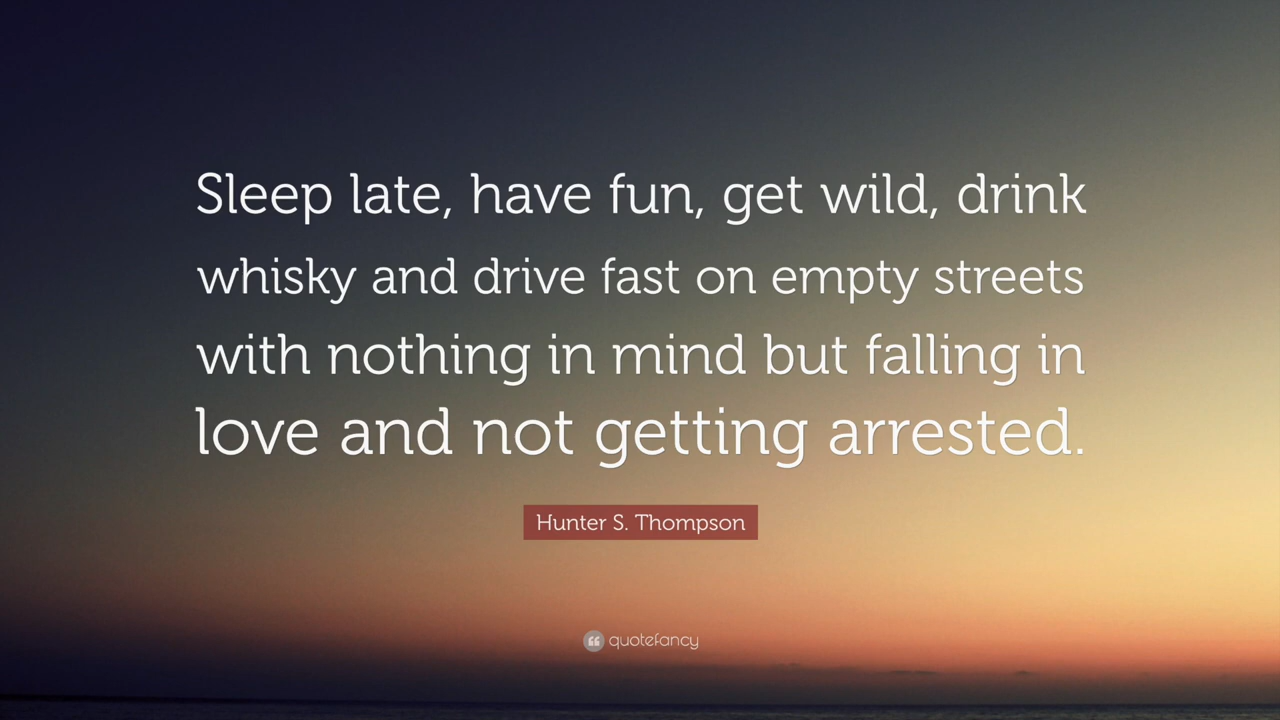 Sleep late, have fun, get wild, drink
whisky and drive fast on empty streets
with nothing in mind but falling in
love and not getting arrested.
Hunter S. Thompson
quotefancy